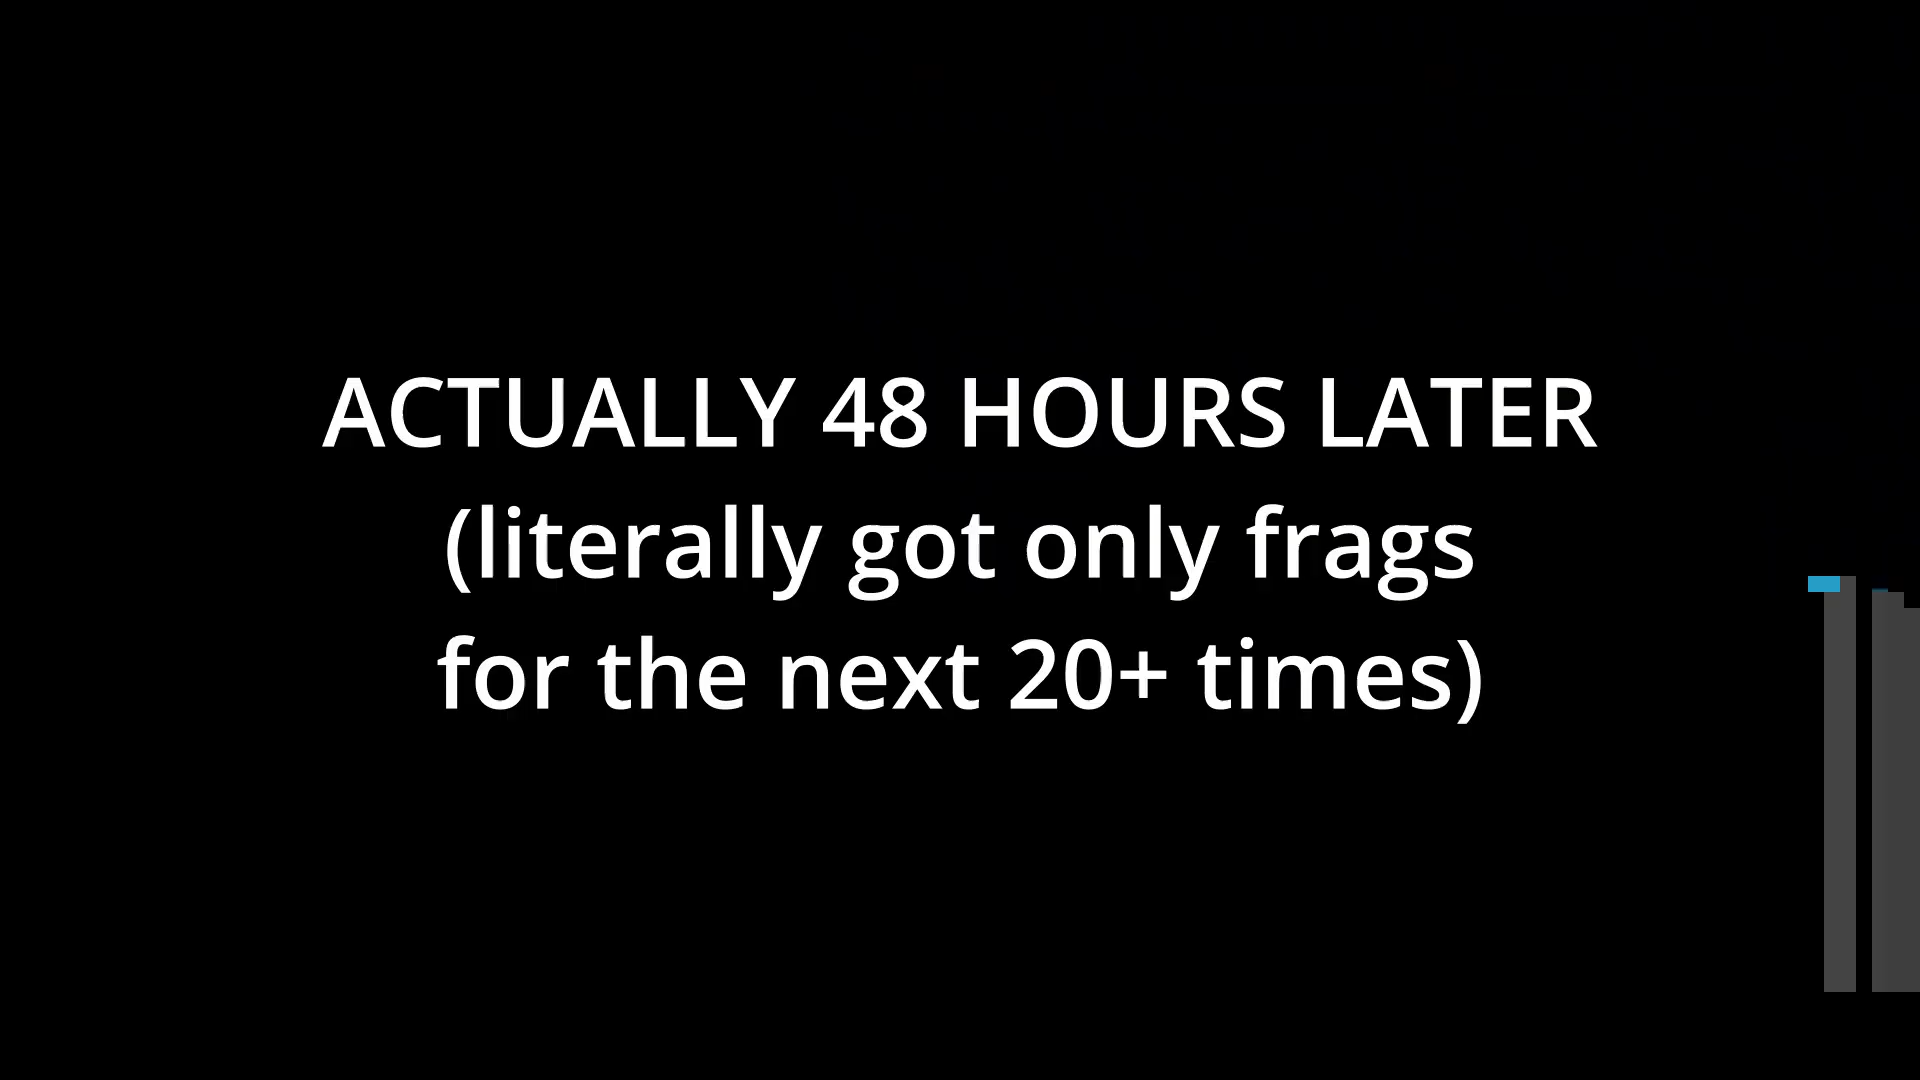 ACTUALLY 48 HOURS LATER
(literally got only frags
for the next 20+ times)